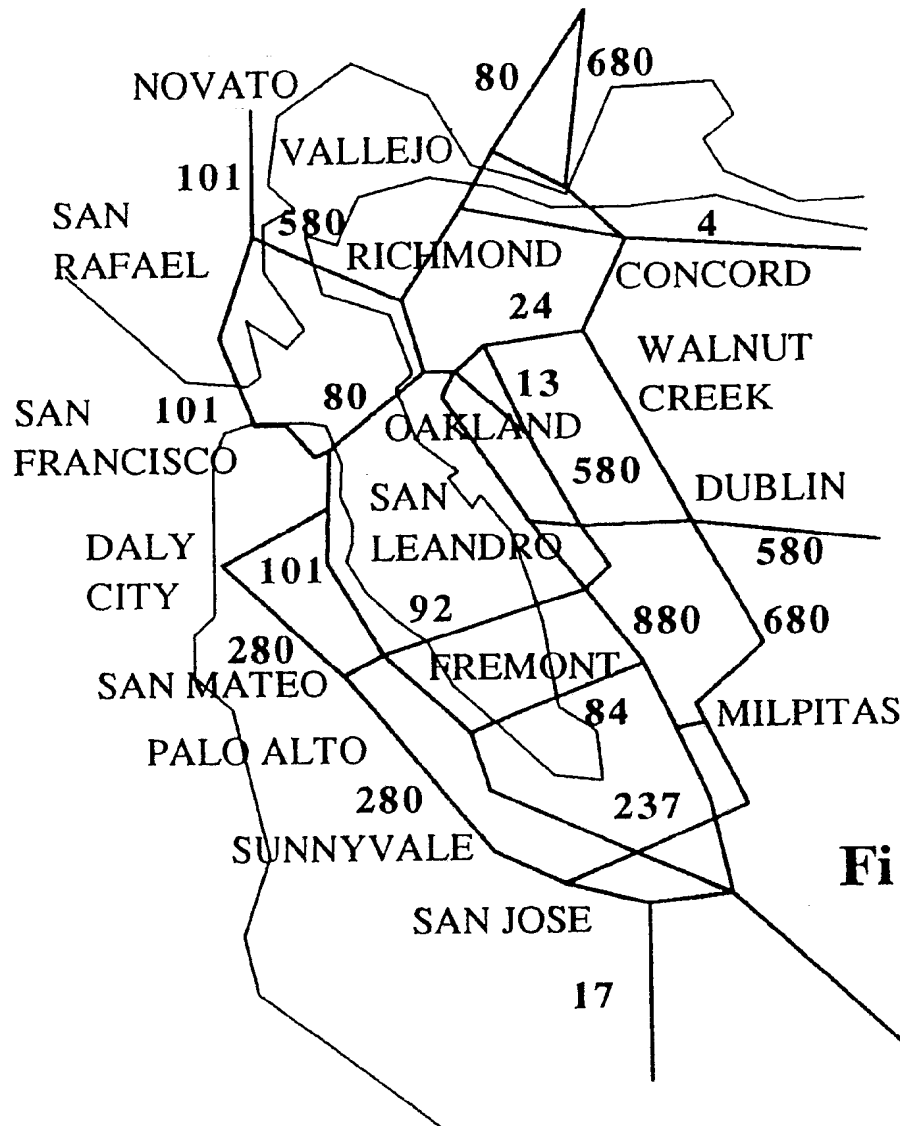 80
680
NOVATO
VALLEJO
101
SAN
RAFAEL
580
4
RICHMOND
CONCORD
24
WALNUT
CREEK
13
101
80
SAN
FRANCISCO
OAKLAND
580
DUBLIN
SAN
LEANDRO
580
DALY
CITY
101
92
880
680
280
FREMONT
SAN MATEO
84
MILPITAS
PALO ALTO
280
237
SUNNYVALE
Fi
SAN JOSE
17